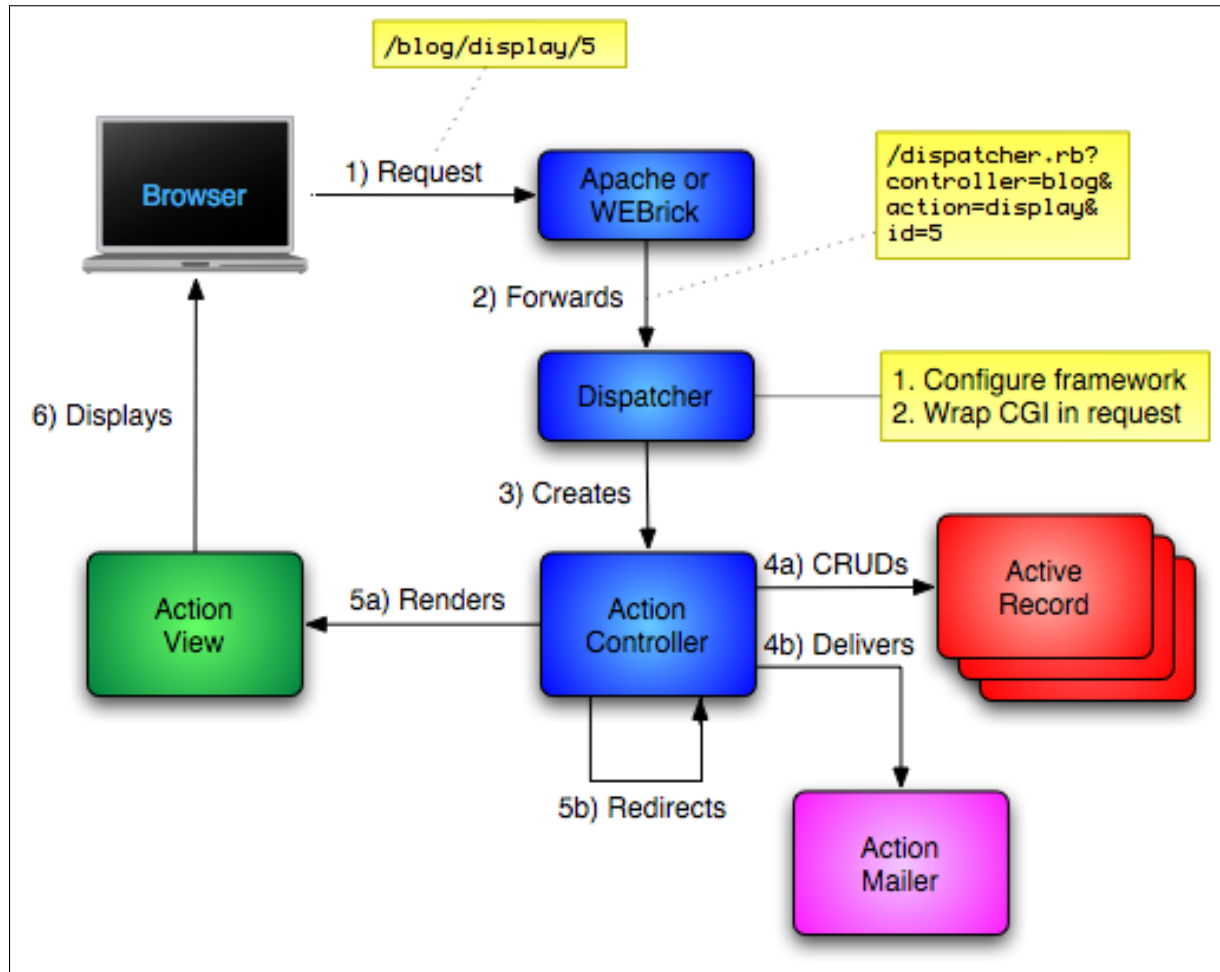 /blog/display/5
Browser
1) Request
Apache or
WEBrick
/dispatcher.rb?
controller=blog&
action=display&
id=5
2) Forwards
Dispatcher
1. Configure framework
2. Wrap CGI in request
6) Displays
3) Creates
Action
View
5a) Renders
Action
Controller
4a) CRUDs
Active
Record
4b) Delivers
5b) Redirects
Action
Mailer